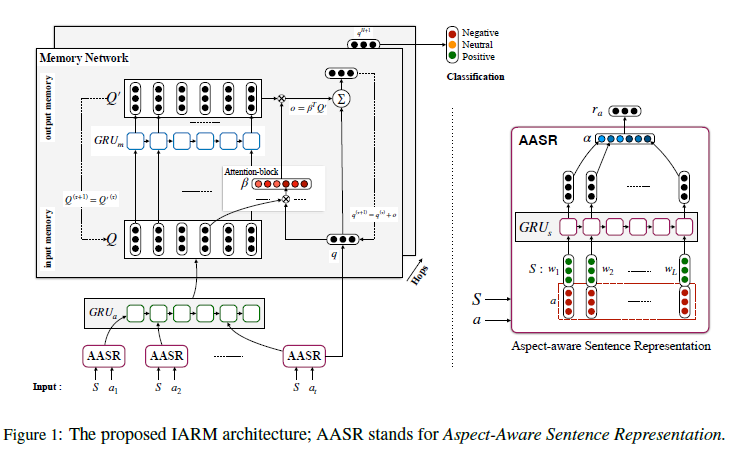 q^{H+1}
Negative
Neutral
Positive
Classification
Memory Network
output memory
Q'
o = β^T Q'
Σ
GRU_m
Attention-block
β
Q^{(τ+1)} = Q'^{(τ)}
q^{(τ+1)} = q^{(τ)} + o
input memory
Q
q
Hops
GRU_a
AASR
AASR
AASR
Input :
S a_1
S a_2
S a_t
r_a
AASR
α
GRU_s
S : w_1
w_2
w_L
a
S
a
Aspect-aware Sentence Representation
Figure 1: The proposed IARM architecture; AASR stands for Aspect-Aware Sentence Representation.